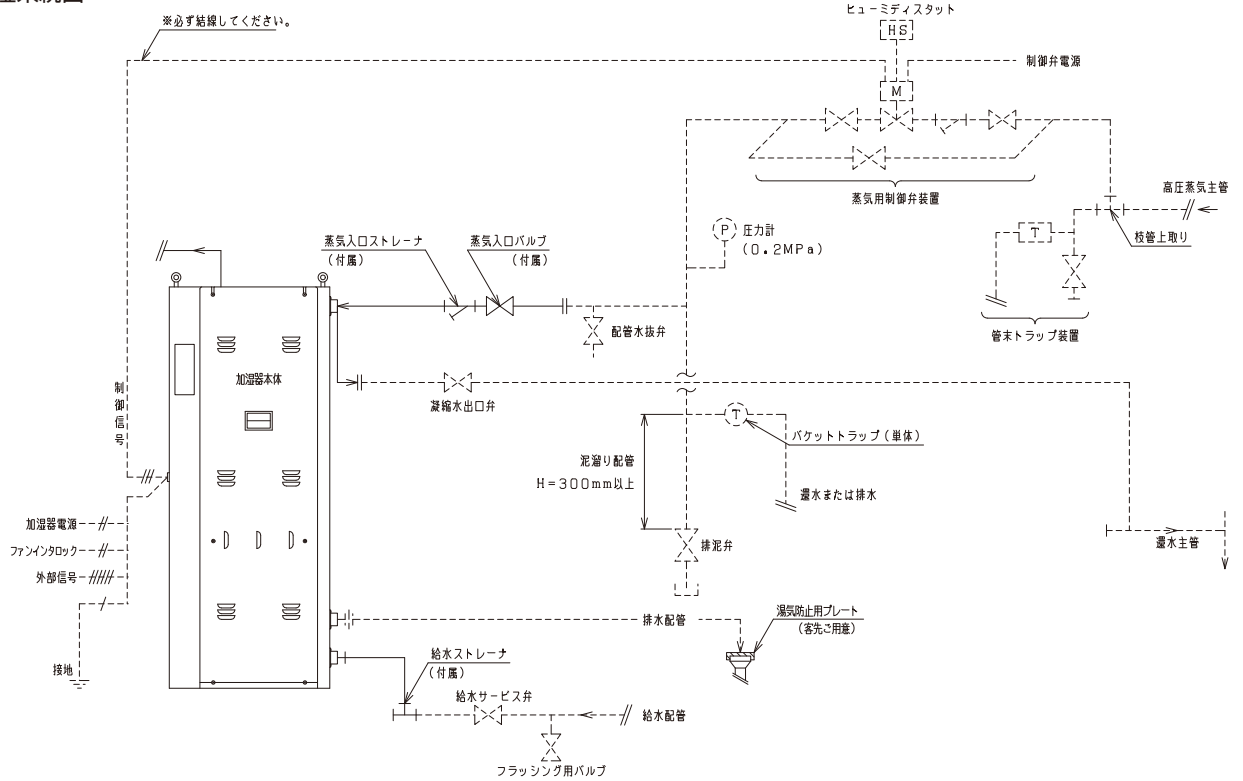 ※必ず結線してください。
ヒューミディスタット
HS
制御弁電源
M
蒸気用制御弁装置
高圧蒸気主管
枝管上取り
T
管末トラップ装置
P
圧力計
(0.2MPa)
蒸気入口ストレーナ
(付属)
蒸気入口バルブ
(付属)
配管水抜弁
加湿器本体
制御信号
凝縮水出口弁
T
バケットトラップ(単体)
泥溜り配管
H=300mm以上
還水または排水
排泥弁
還水主管
加湿器電源
ファンインタロック
外部信号
接地
排水配管
湯気防止用プレート
(客先ご用意)
給水ストレーナ
(付属)
給水サービス弁
給水配管
フラッシング用バルブ